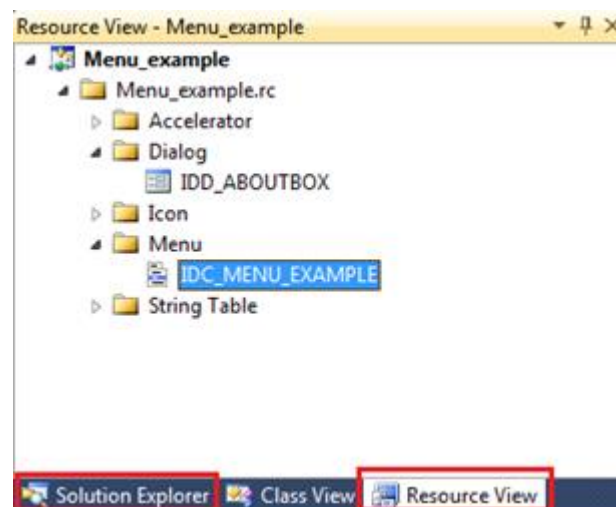 Resource View - Menu_example
Menu_example
Menu_example.rc
Accelerator
Dialog
IDD_ABOUTBOX
Icon
Menu
IDC_MENU_EXAMPLE
String Table
Solution Explorer Class View Resource View